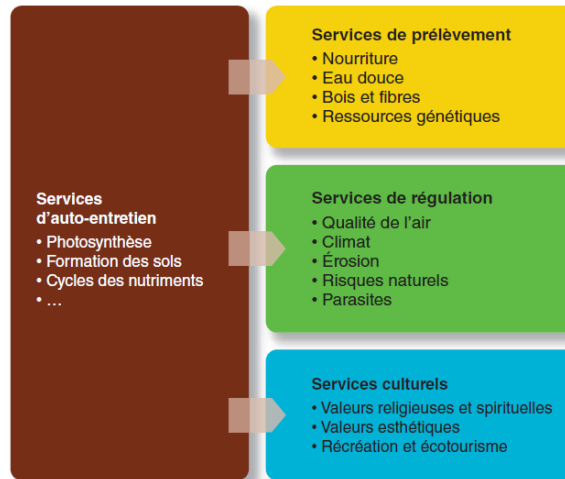 Services
d'auto-entretien
• Photosynthèse
• Formation des sols
• Cycles des nutriments
• ...
Services de prélèvement
• Nourriture
• Eau douce
• Bois et fibres
• Ressources génétiques
Services de régulation
• Qualité de l'air
• Climat
• Érosion
• Risques naturels
• Parasites
Services culturels
• Valeurs religieuses et spirituelles
• Valeurs esthétiques
• Récréation et écotourisme